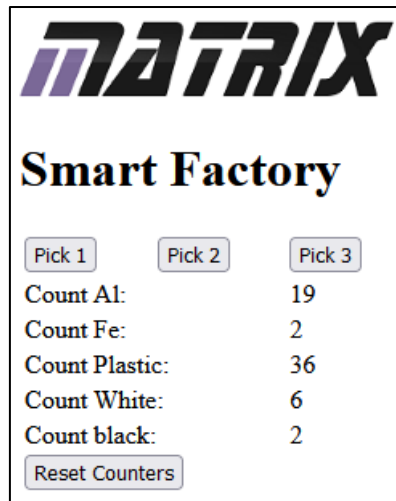 MATRIX
Smart Factory
Pick 1 Pick 2 Pick 3
Count Al: 19
Count Fe: 2
Count Plastic: 36
Count White: 6
Count black: 2
Reset Counters